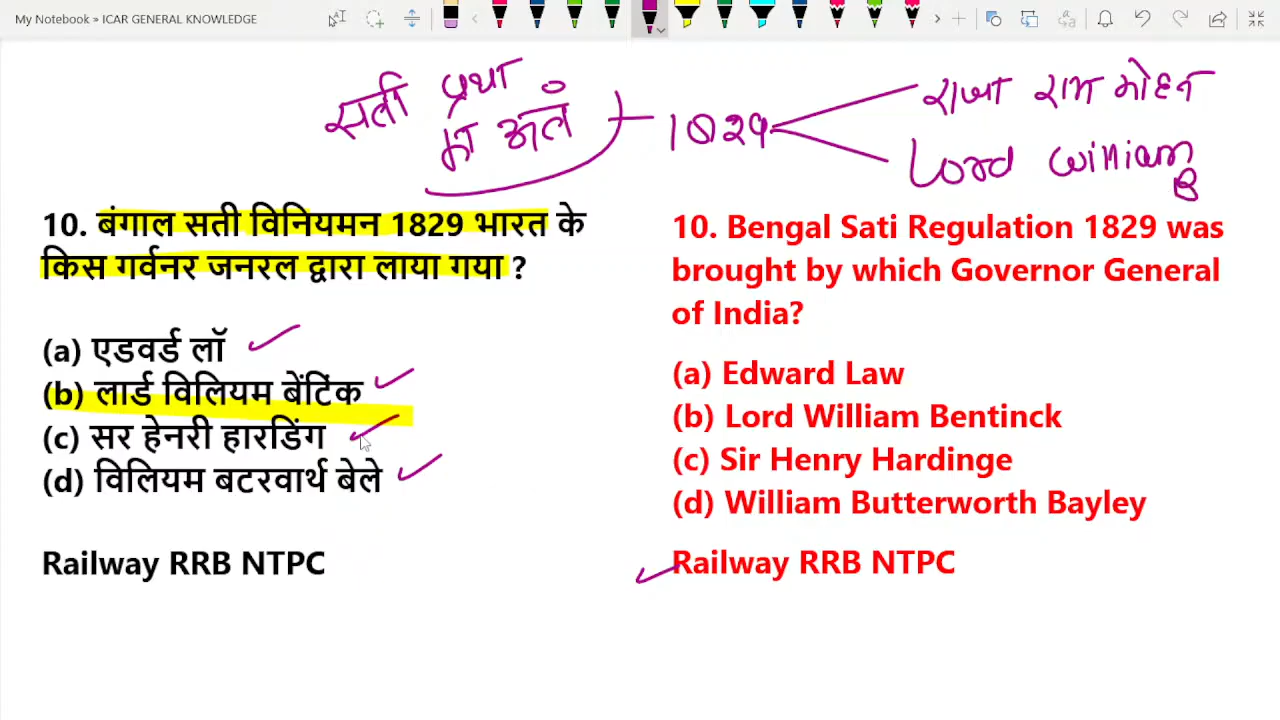 My Notebook » ICAR GENERAL KNOWLEDGE
सती प्रथा
का अंत
1829
राजा राम मोहन
Lord William
B
10. बंगाल सती विनियमन 1829 भारत के
किस गर्वनर जनरल द्वारा लाया गया ?
(a) एडवर्ड लॉ
(b) लार्ड विलियम बेंटिंक
(c) सर हेनरी हारडिंग
(d) विलियम बटरवार्थ बेले
Railway RRB NTPC
10. Bengal Sati Regulation 1829 was
brought by which Governor General
of India?
(a) Edward Law
(b) Lord William Bentinck
(c) Sir Henry Hardinge
(d) William Butterworth Bayley
Railway RRB NTPC